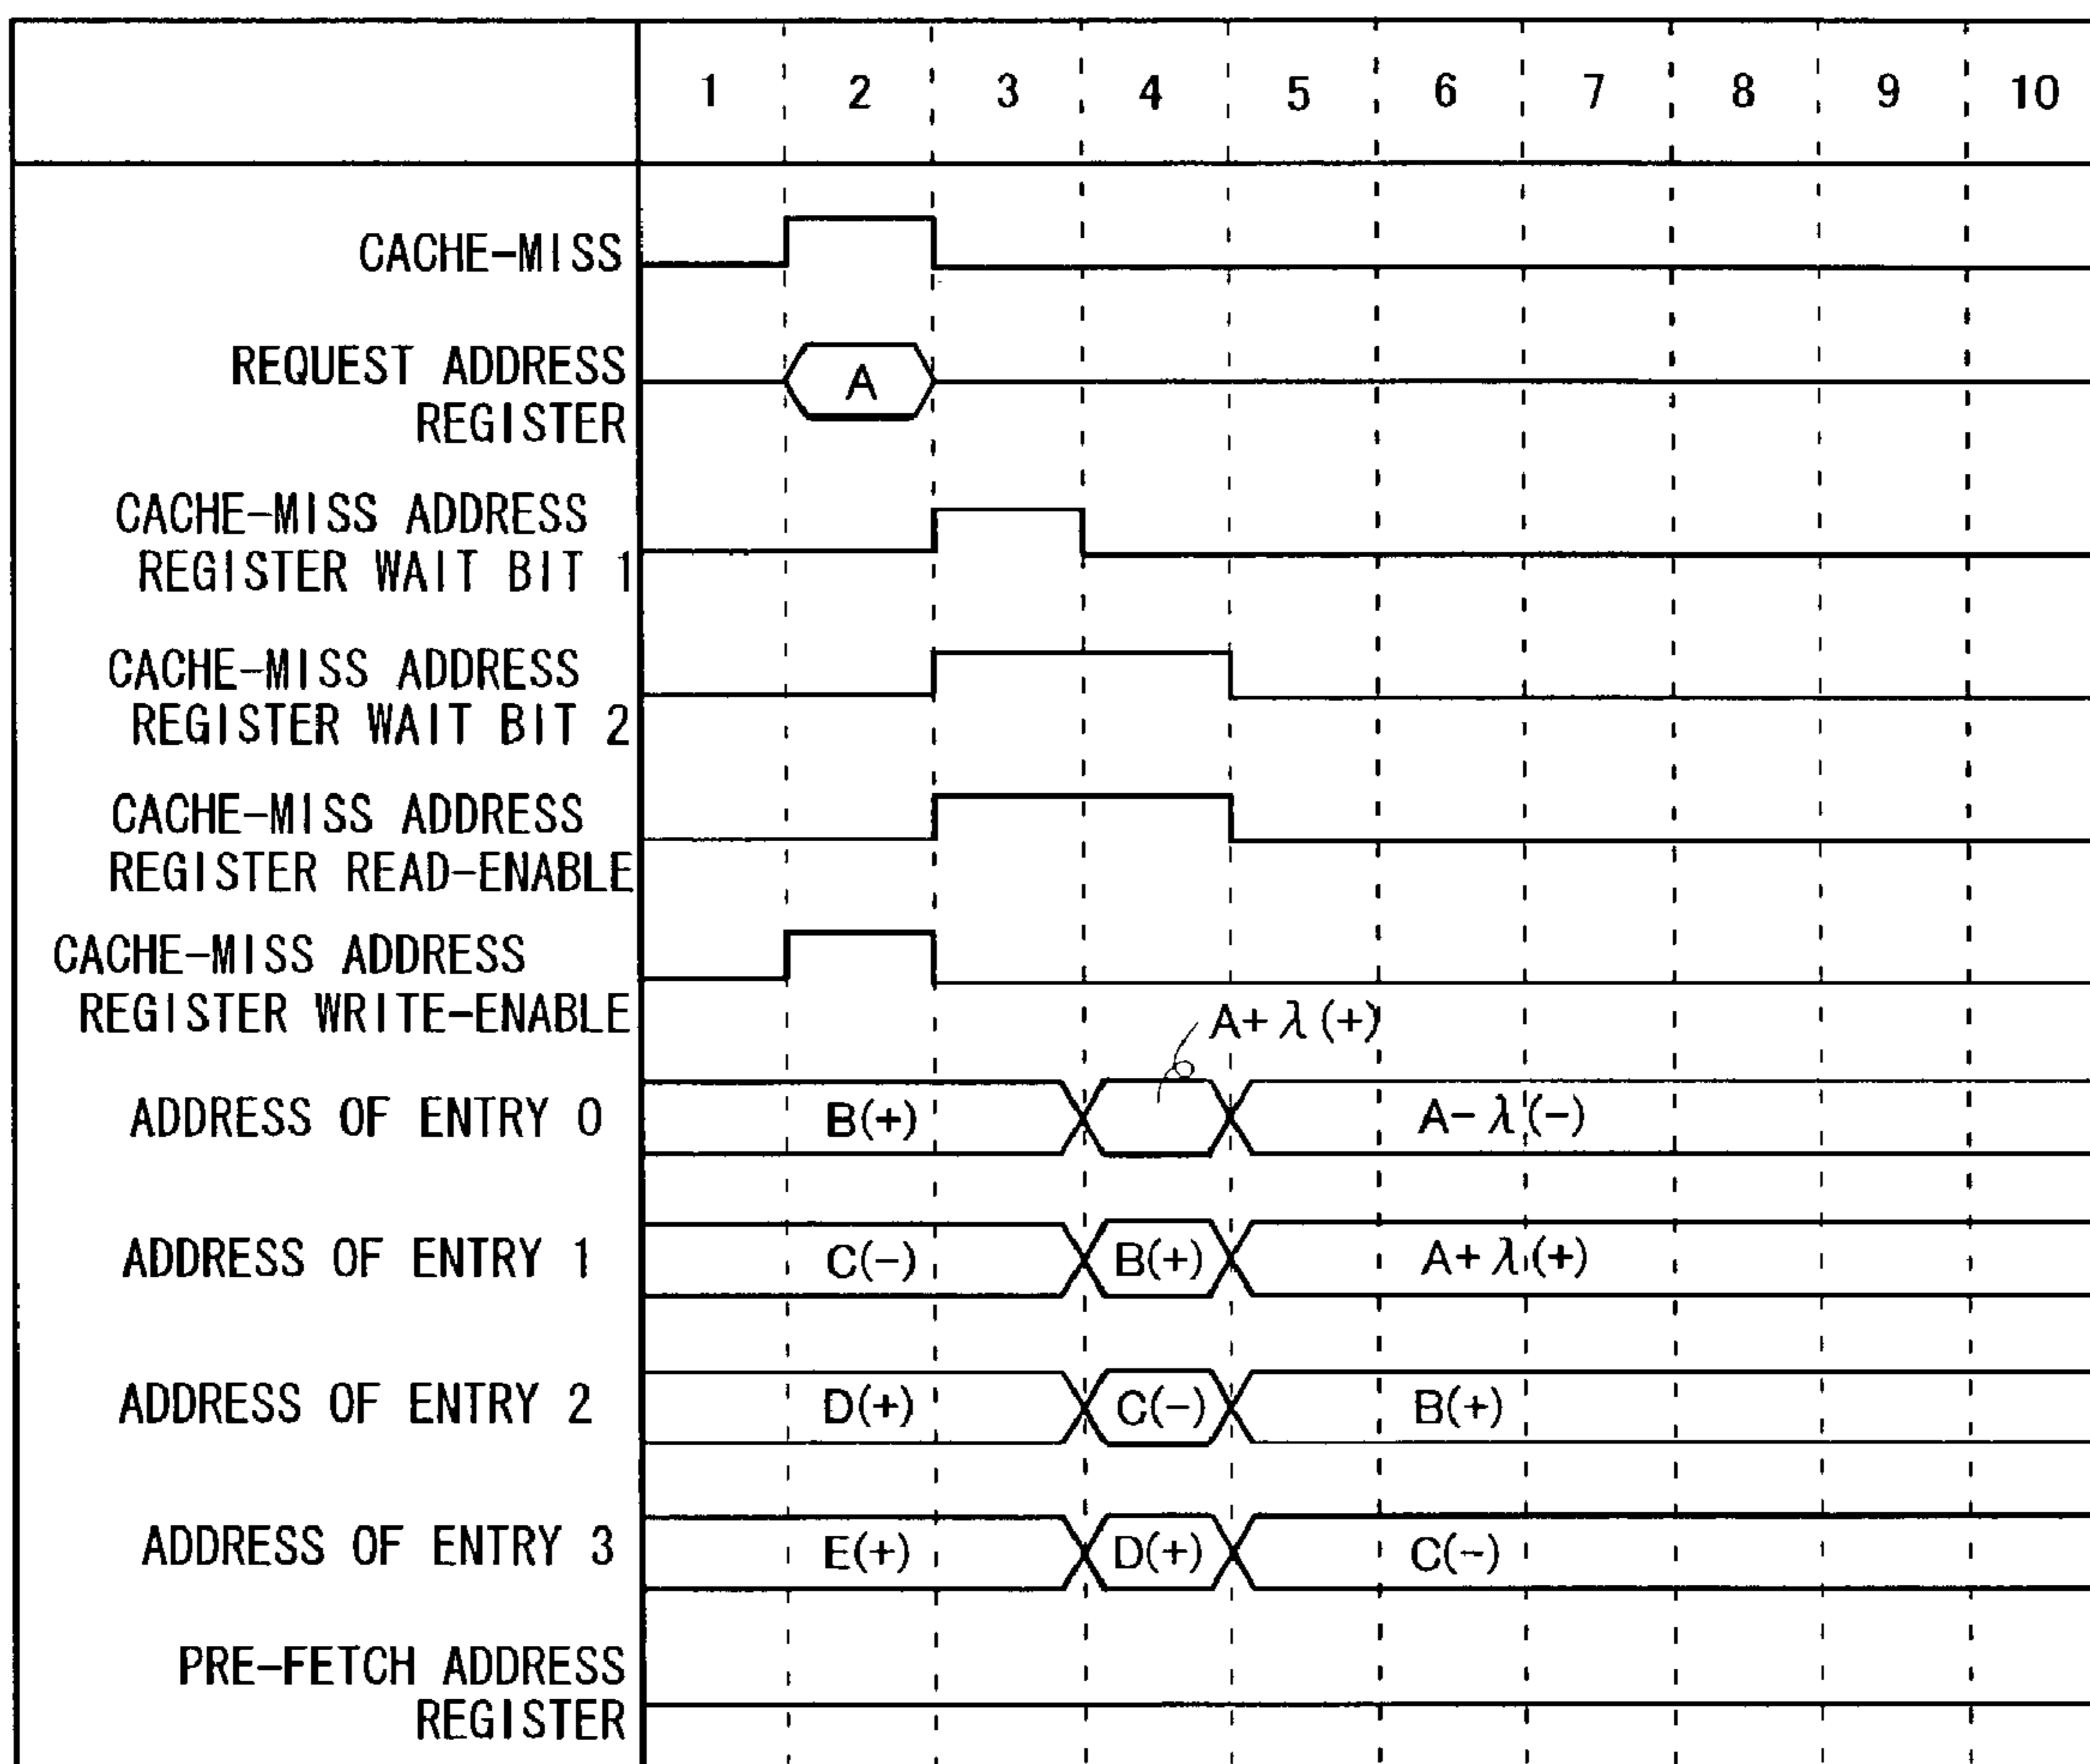 1 2 3 4 5 6 7 8 9 10
CACHE-MISS
REQUEST ADDRESS
REGISTER
A
CACHE-MISS ADDRESS
REGISTER WAIT BIT 1
CACHE-MISS ADDRESS
REGISTER WAIT BIT 2
CACHE-MISS ADDRESS
REGISTER READ-ENABLE
CACHE-MISS ADDRESS
REGISTER WRITE-ENABLE
A+λ(+)
ADDRESS OF ENTRY 0 B(+) A-λ(-)
ADDRESS OF ENTRY 1 C(-) B(+) A+λ(+)
ADDRESS OF ENTRY 2 D(+) C(-) B(+)
ADDRESS OF ENTRY 3 E(+) D(+) C(-)
PRE-FETCH ADDRESS
REGISTER